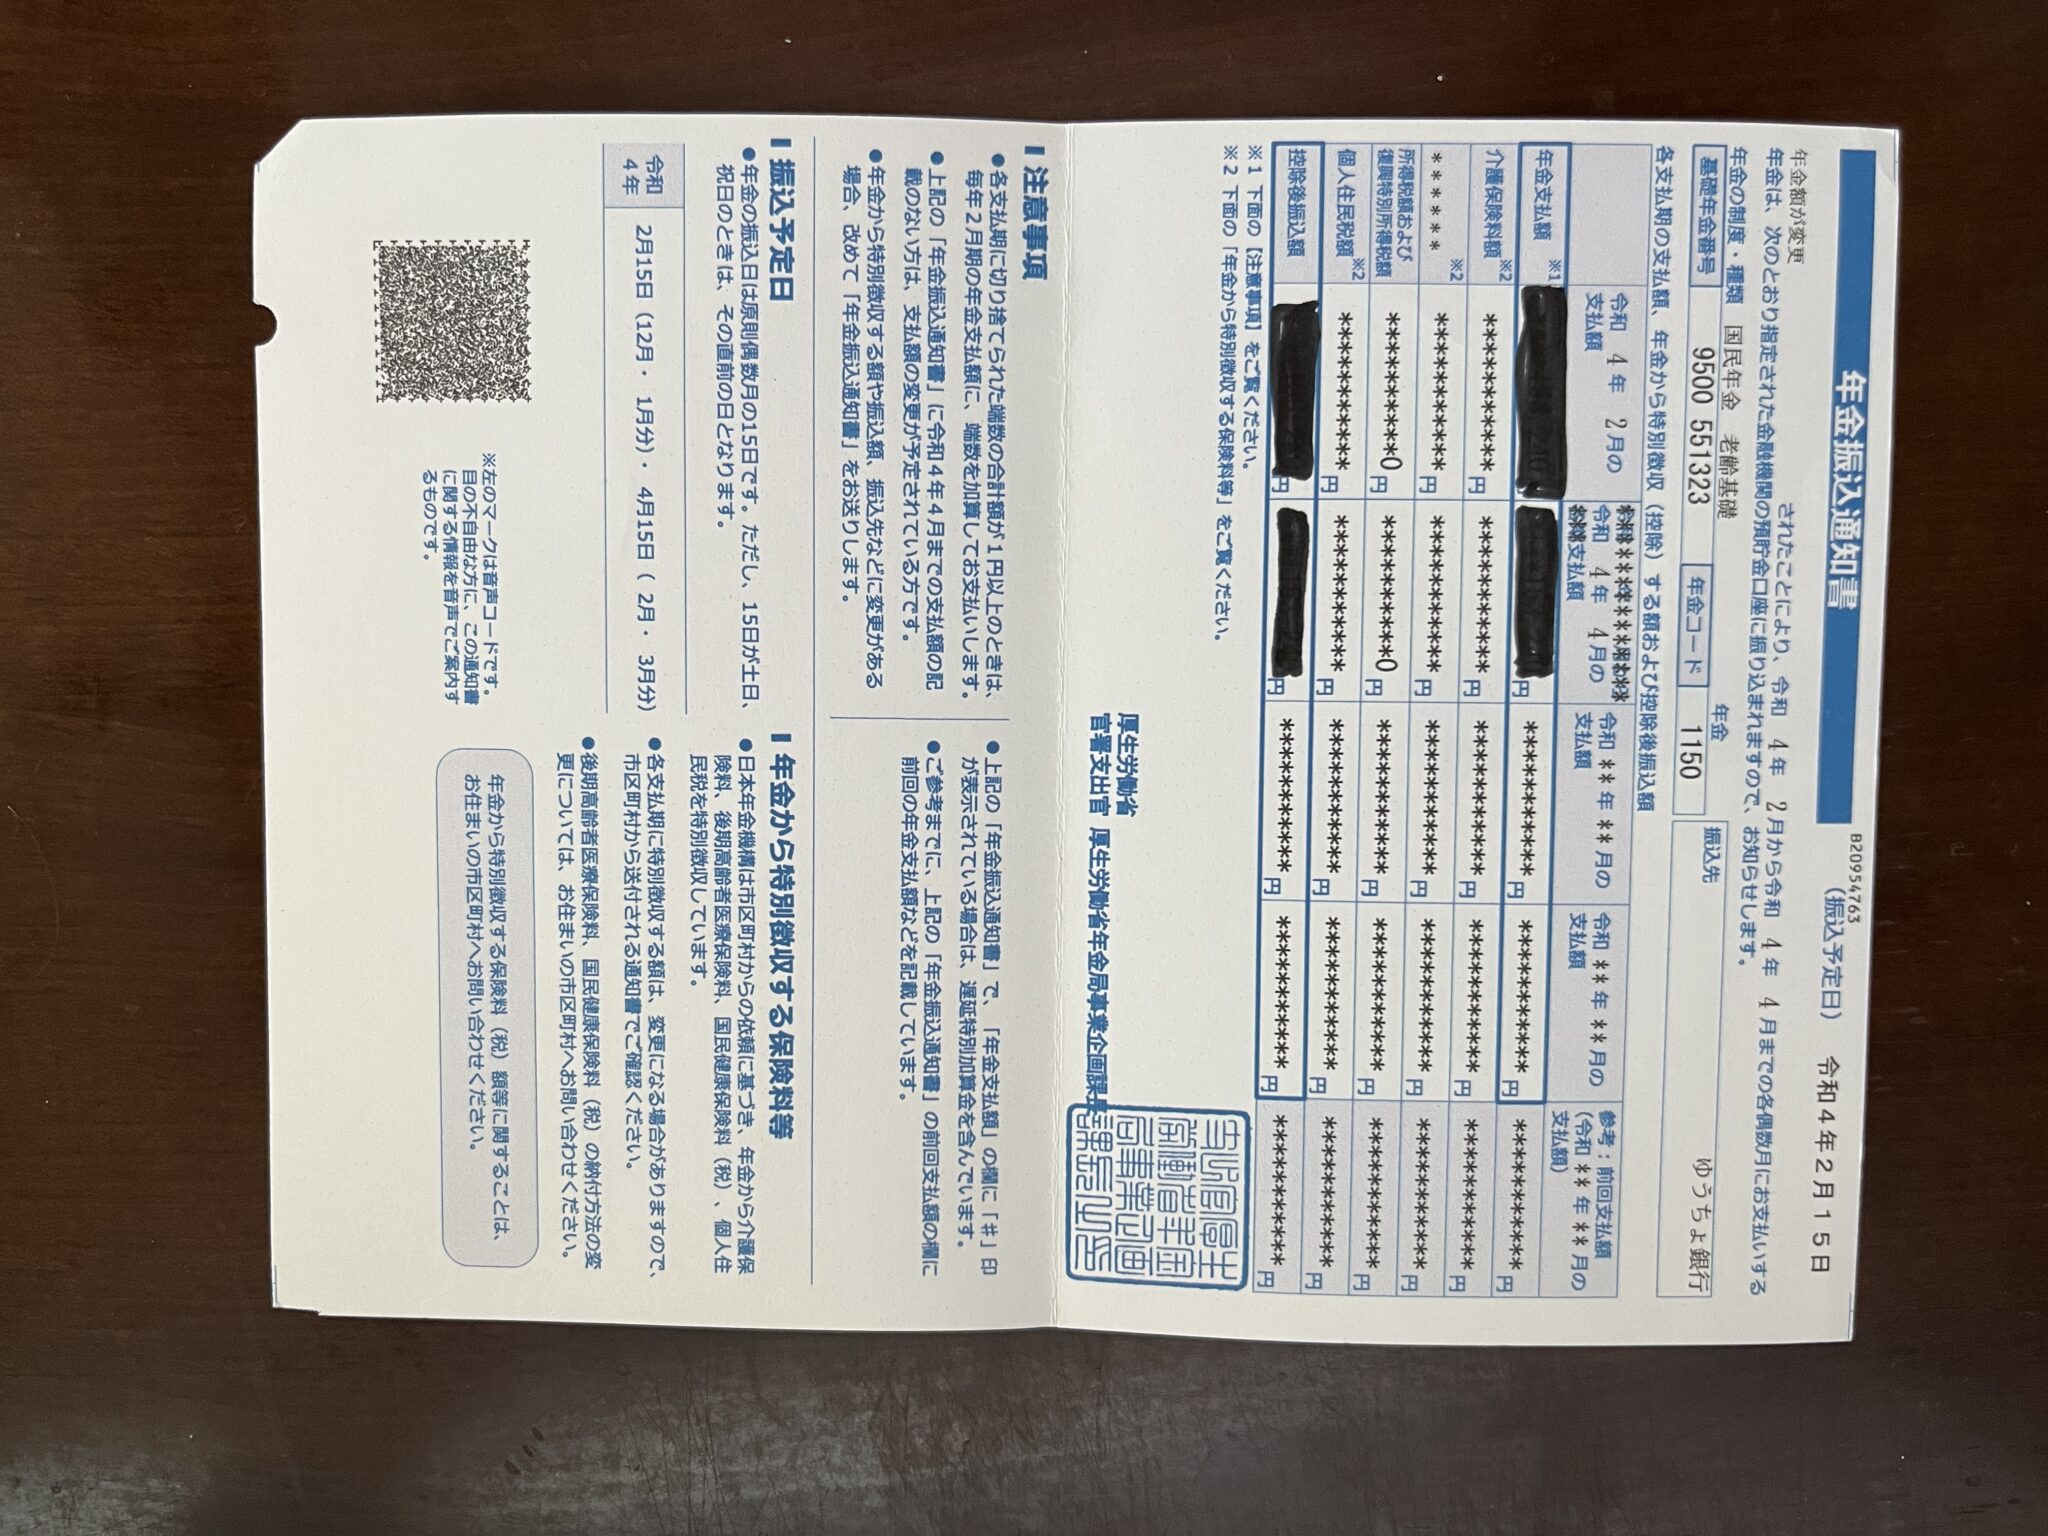 年金振込通知書
B20954763
(振込予定日) 令和4年2月15日
年金額が変更
されたことにより、令和 4 年 2月から令和 4 年 4月までの各偶数月にお支払いする
年金は、次のとおり指定された金融機関の預貯金口座に振り込まれますので、お知らせします。
年金の制度・種類 国民年金 老齢基礎 年金
基礎年金番号 9500 551323 年金コード 1150
振込先
ゆうちょ銀行
各支払期の支払額、年金から特別徴収(控除)する額および控除後振込額
令和 4 年 2月の 支払額
令和 4 年 4月の
支払額
令和 ** 年 ** 月の 支払額
令和 ** 年 ** 月の 支払額
参考:前回支払額
(令和 ** 年 ** 月の
支払額)
年金支払額 ※1 円 ********** 円 ********** 円 ********** 円
介護保険料額 ※2 ********** 円 ********** 円 ********** 円 ********** 円 ********** 円
****** ※2 ********** 円 ********** 円 ********** 円 ********** 円 ********** 円
所得税額および
復興特別所得税額 *********0 円 *********0 円 ********** 円 ********** 円 ********** 円
個人住民税額 ※2 ********** 円 ********** 円 ********** 円 ********** 円 ********** 円
控除後振込額 円 円 ********** 円 ********** 円 ********** 円
※1 下面の【注意事項】をご覧ください。
※2 下面の「年金から特別徴収する保険料等」をご覧ください。
厚生労働省
官署支出官 厚生労働省年金局事業企画課長
注意事項
●各支払期に切り捨てられた端数の合計額が1円以上のときは、
毎年2月期の年金支払額に、端数を加算してお支払いします。
●上記の「年金振込通知書」に令和4年4月までの支払額の記
載のない方は、支払額の変更が予定されている方です。
●年金から特別徴収する額や振込額、振込先などに変更がある
場合、改めて「年金振込通知書」をお送りします。
●上記の「年金振込通知書」で、「年金支払額」の欄に「#」印
が表示されている場合は、遅延特別加算金を含んでいます。
●ご参考までに、上記の「年金振込通知書」の前回支払額の欄に
前回の年金支払額などを記載しています。
振込予定日
●年金の振込日は原則偶数月の15日です。ただし、15日が土日、
祝日のときは、その直前の日となります。
令和
4年
2月15日(12月・ 1月分)・ 4月15日( 2月・ 3月分)
※左のマークは音声コードです。
目の不自由な方に、この通知書
に関する情報を音声でご案内す
るものです。
年金から特別徴収する保険料等
●日本年金機構は市区町村からの依頼に基づき、年金から介護保
険料、後期高齢者医療保険料、国民健康保険料(税)、個人住
民税を特別徴収しています。
●各支払期に特別徴収する額は、変更になる場合がありますので、
市区町村から送付される通知書でご確認ください。
●後期高齢者医療保険料、国民健康保険料(税)の納付方法の変
更については、お住まいの市区町村へお問い合わせください。
年金から特別徴収する保険料(税)額等に関することは、
お住まいの市区町村へお問い合わせください。